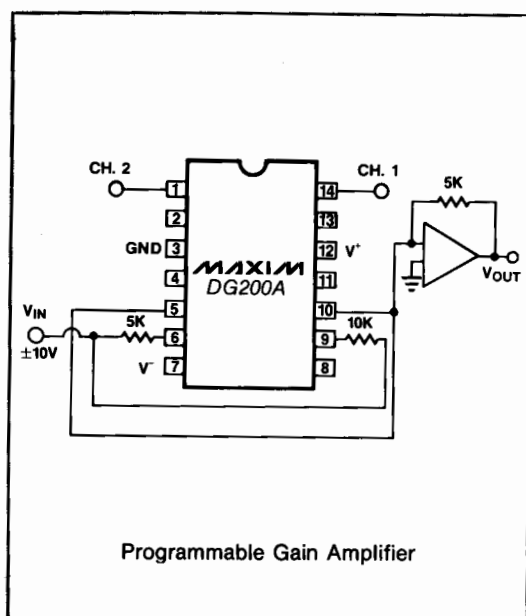 CH. 2
CH. 1
1
14
5K
2
13
GND
3
12
V+
MAXIM
DG200A
4
11
VOUT
5
10
VIN
±10V
5K
6
9
10K
V−
7
8
Programmable Gain Amplifier